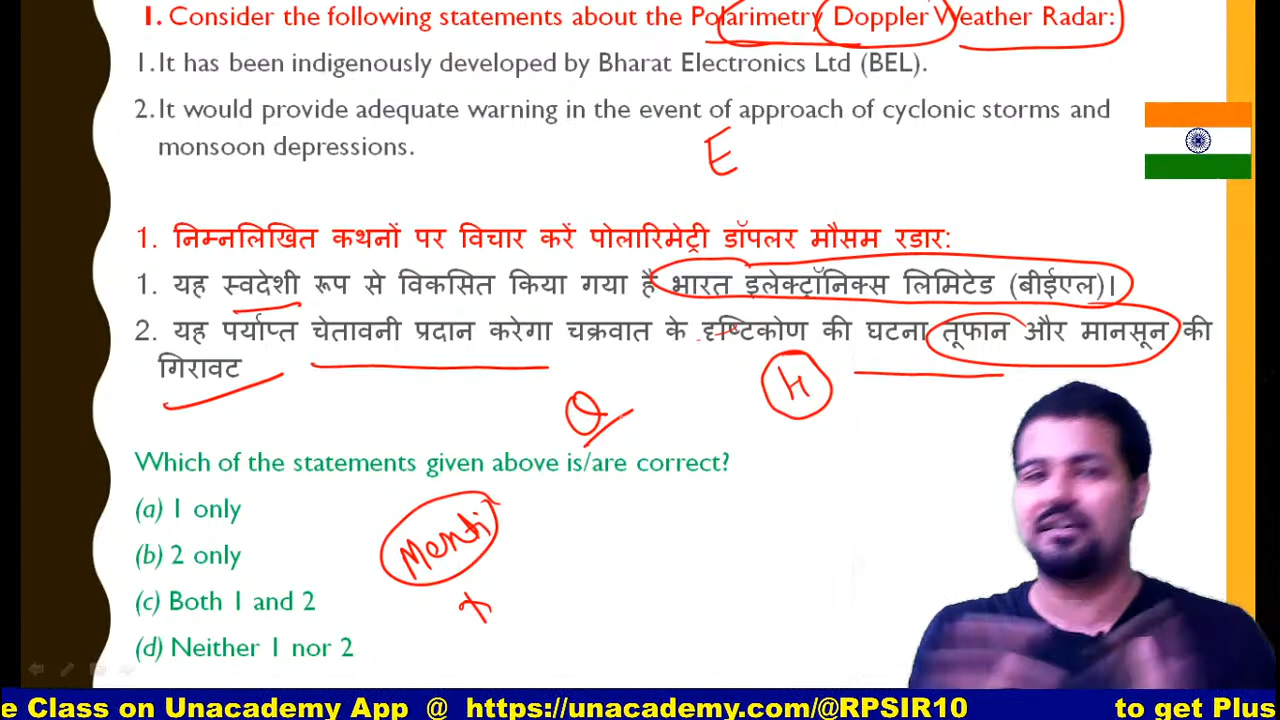 1. Consider the following statements about the Polarimetry Doppler Weather Radar:
1. It has been indigenously developed by Bharat Electronics Ltd (BEL).
2. It would provide adequate warning in the event of approach of cyclonic storms and
monsoon depressions.
E
1. निम्नलिखित कथनों पर विचार करें पोलारिमेट्री डॉपलर मौसम रडार:
1. यह स्वदेशी रूप से विकसित किया गया है भारत इलेक्ट्रॉनिक्स लिमिटेड (बीईएल)।
2. यह पर्याप्त चेतावनी प्रदान करेगा चक्रवात के दृष्टिकोण की घटना तूफान और मानसून की
गिरावट
H
Q
Which of the statements given above is/are correct?
(a) 1 only
(b) 2 only
Menti
(c) Both 1 and 2
(d) Neither 1 nor 2
e Class on Unacademy App @ https://unacademy.com/@RPSIR10 to get Plus